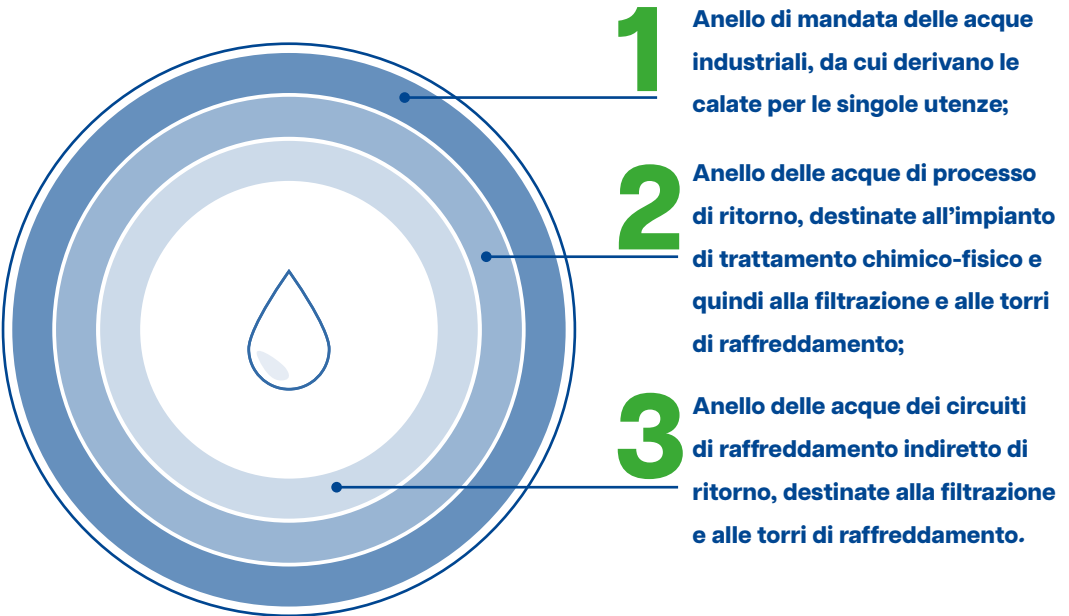 1
Anello di mandata delle acque
industriali, da cui derivano le
calate per le singole utenze;
2
Anello delle acque di processo
di ritorno, destinate all’impianto
di trattamento chimico-fisico e
quindi alla filtrazione e alle torri
di raffreddamento;
3
Anello delle acque dei circuiti
di raffreddamento indiretto di
ritorno, destinate alla filtrazione
e alle torri di raffreddamento.